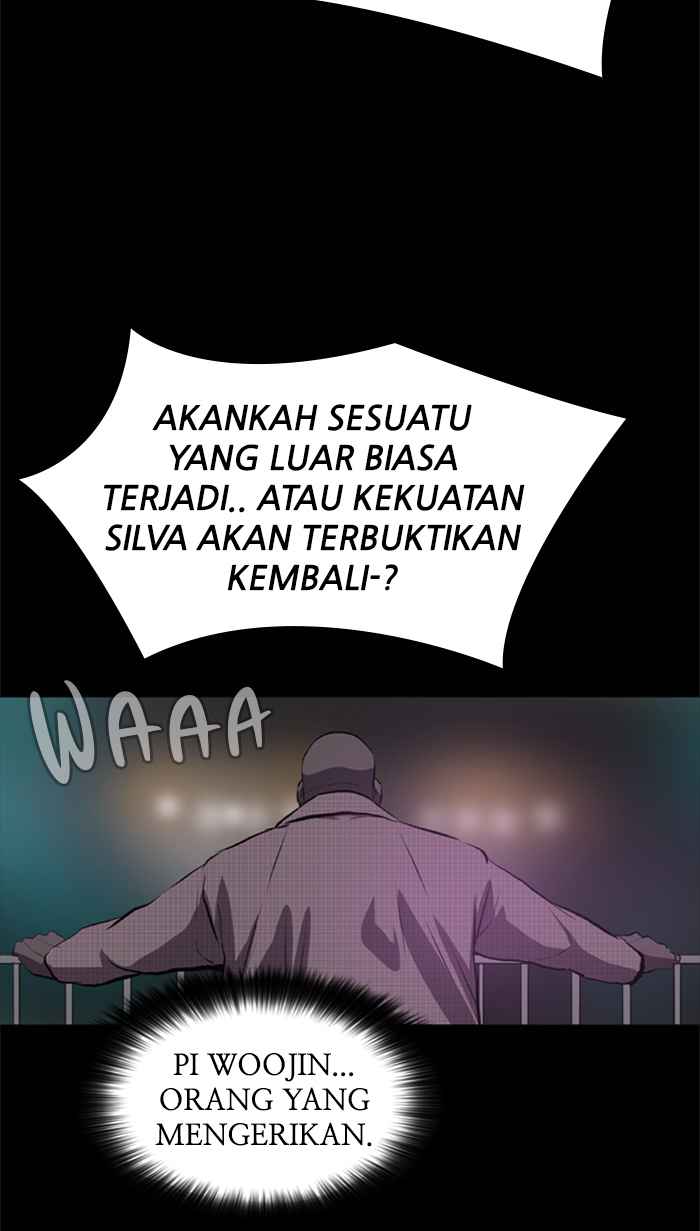 AKANKAH SESUATU
YANG LUAR BIASA
TERJADI.. ATAU KEKUATAN
SILVA AKAN TERBUKTIKAN
KEMBALI-?
WAAA
PI WOOJIN...
ORANG YANG
MENGERIKAN.